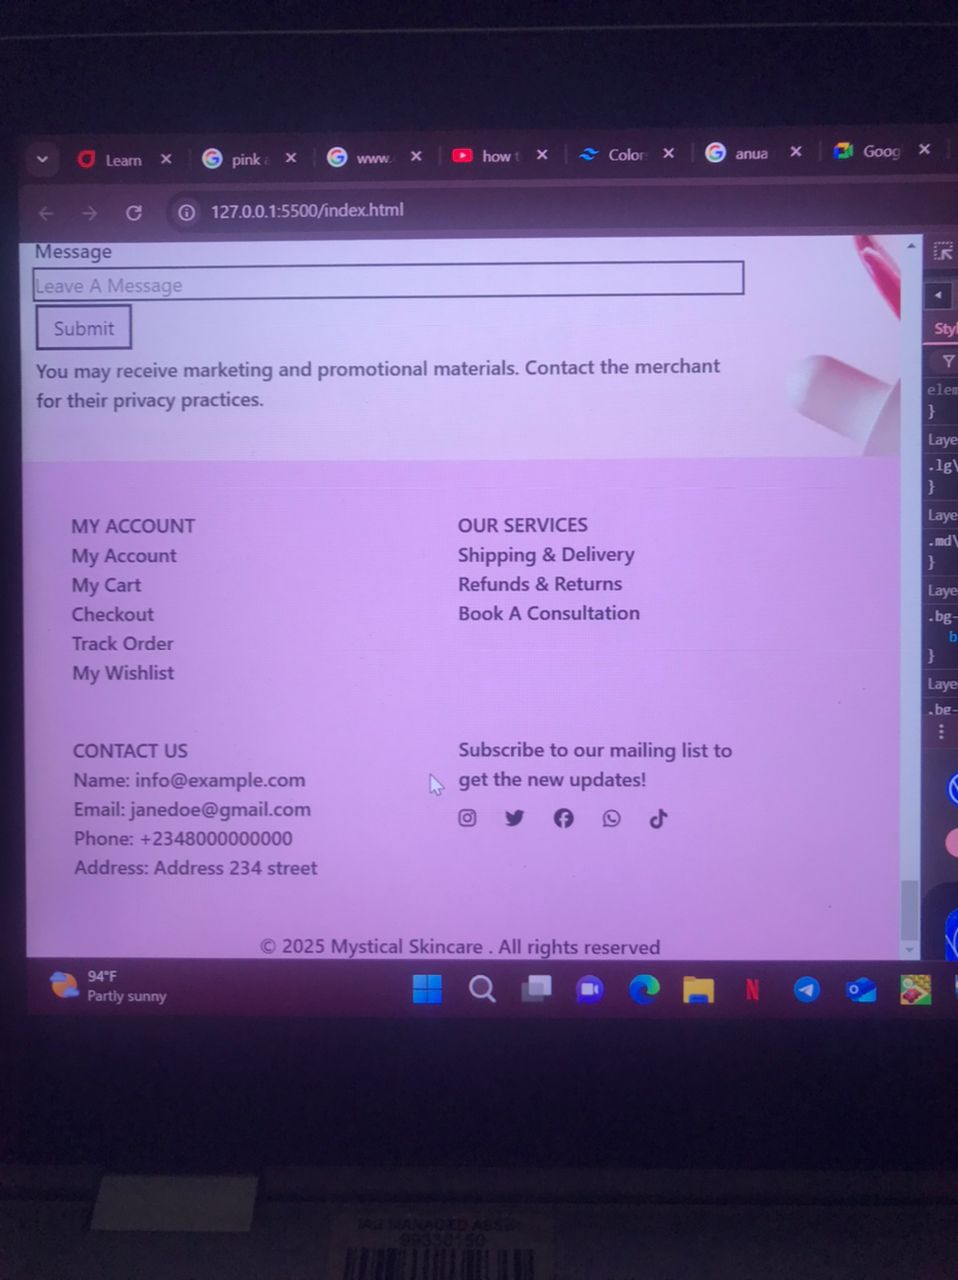 Learn
pink
www.
how t
Color
anua
Goog
127.0.0.1:5500/index.html
Message
Leave A Message
Submit
You may receive marketing and promotional materials. Contact the merchant
for their privacy practices.
MY ACCOUNT
My Account
My Cart
Checkout
Track Order
My Wishlist
OUR SERVICES
Shipping & Delivery
Refunds & Returns
Book A Consultation
CONTACT US
Name: info@example.com
Email: janedoe@gmail.com
Phone: +2348000000000
Address: Address 234 street
Subscribe to our mailing list to
get the new updates!
© 2025 Mystical Skincare . All rights reserved
Styl
elem
}
Laye
.lg\
}
Laye
.md\
}
Laye
.bg-
b
}
Laye
.bg-
94°F
Partly sunny